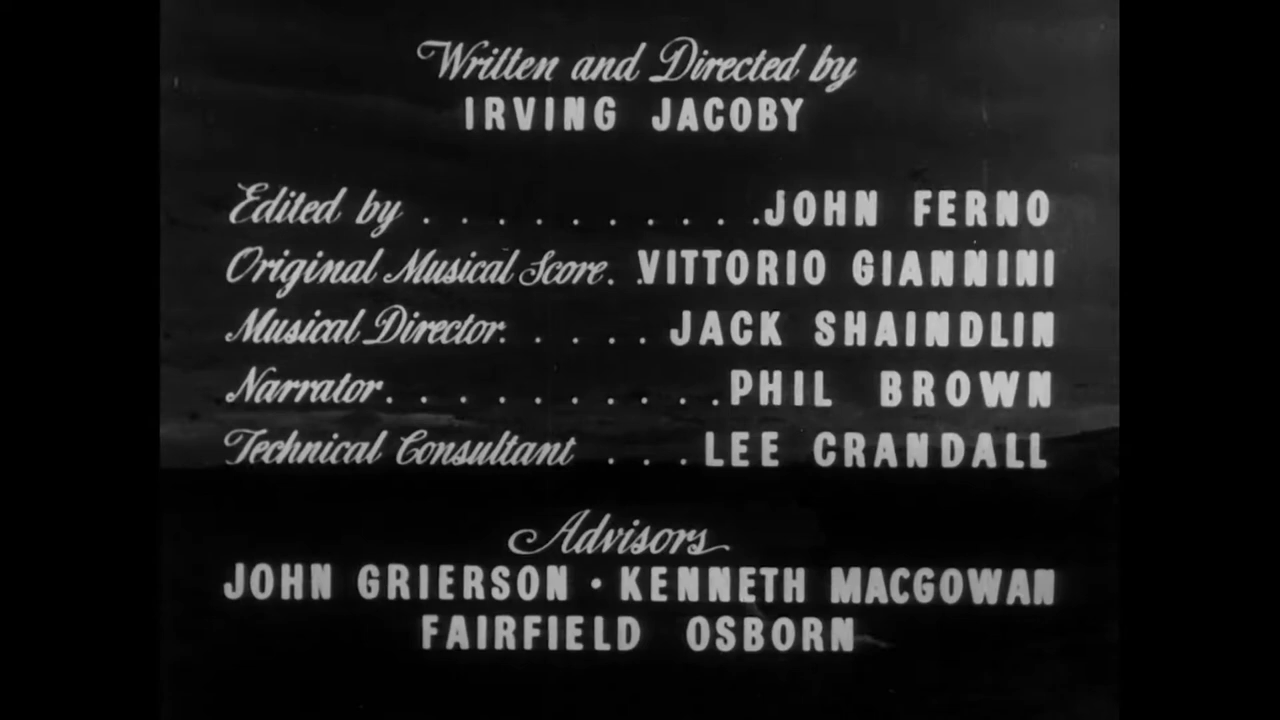 Written and Directed by
IRVING JACOBY
Edited by . . . . . . . . . . .JOHN FERNO
Original Musical Score. .VITTORIO GIANNINI
Musical Director. . . . . JACK SHAINDLIN
Narrator. . . . . . . . . . .PHIL BROWN
Technical Consultant . . .LEE CRANDALL
Advisors
JOHN GRIERSON • KENNETH MACGOWAN
FAIRFIELD OSBORN